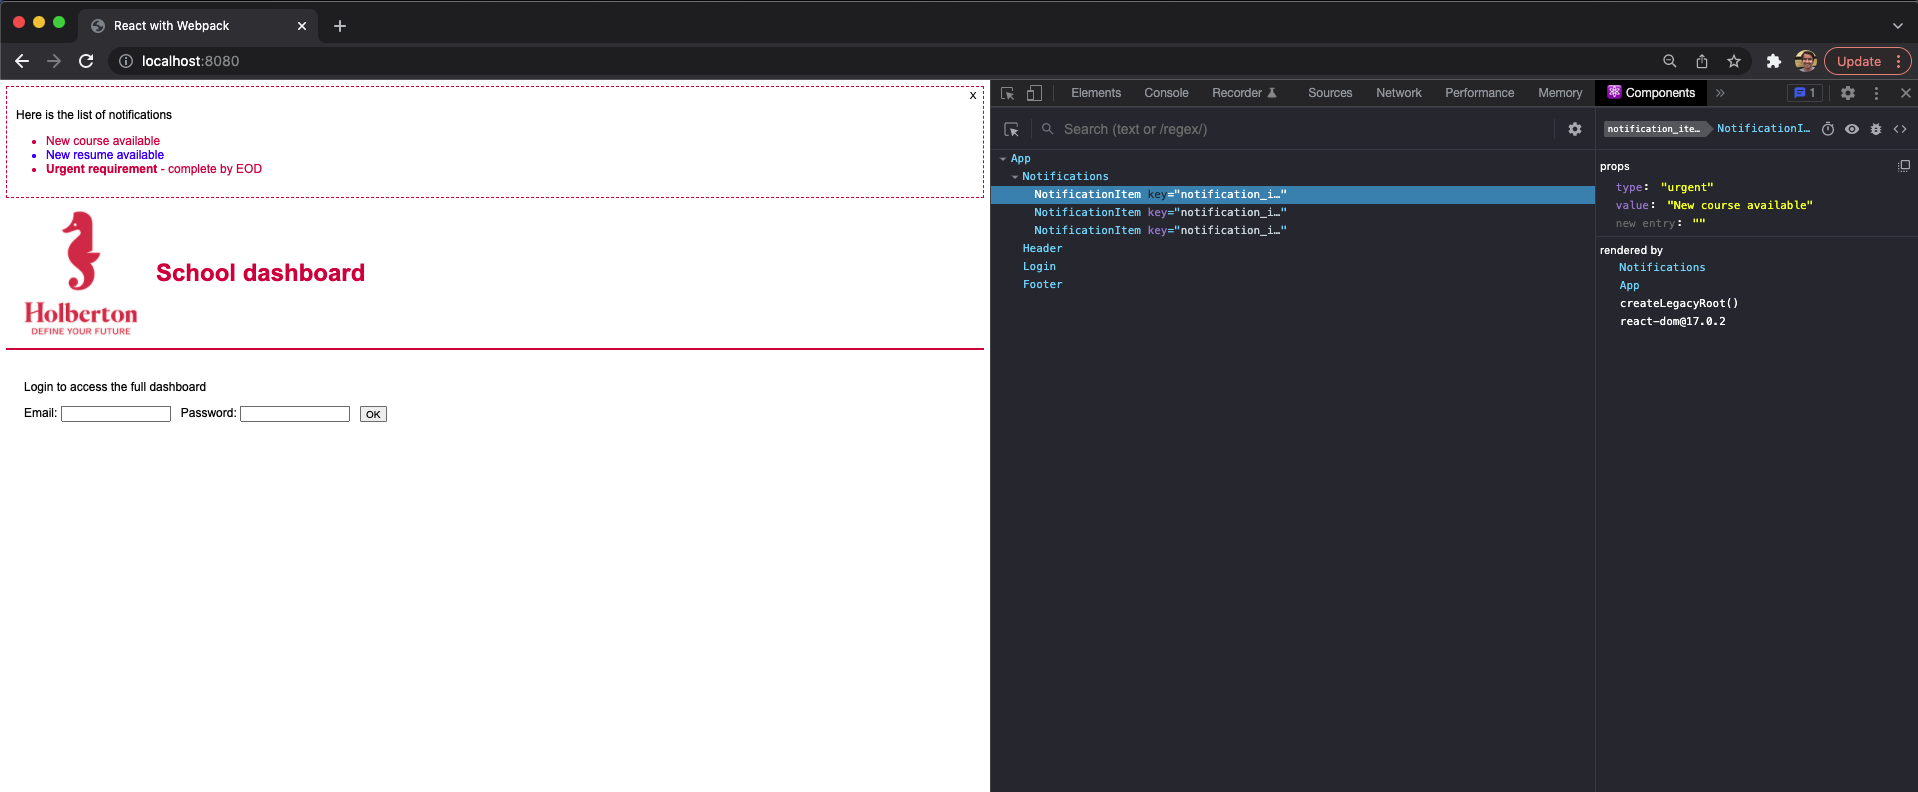 React with Webpack
localhost:8080
Update
x
Here is the list of notifications
New course available
New resume available
Urgent requirement - complete by EOD
Holberton
DEFINE YOUR FUTURE
School dashboard
Login to access the full dashboard
Email: Password: OK
Elements Console Recorder Sources Network Performance Memory Components » 1
Search (text or /regex/)
App
Notifications
NotificationItem key="notification_i…"
NotificationItem key="notification_i…"
NotificationItem key="notification_i…"
Header
Login
Footer
notification_ite… NotificationI…
props
type: "urgent"
value: "New course available"
new entry: ""
rendered by
Notifications
App
createLegacyRoot()
react-dom@17.0.2